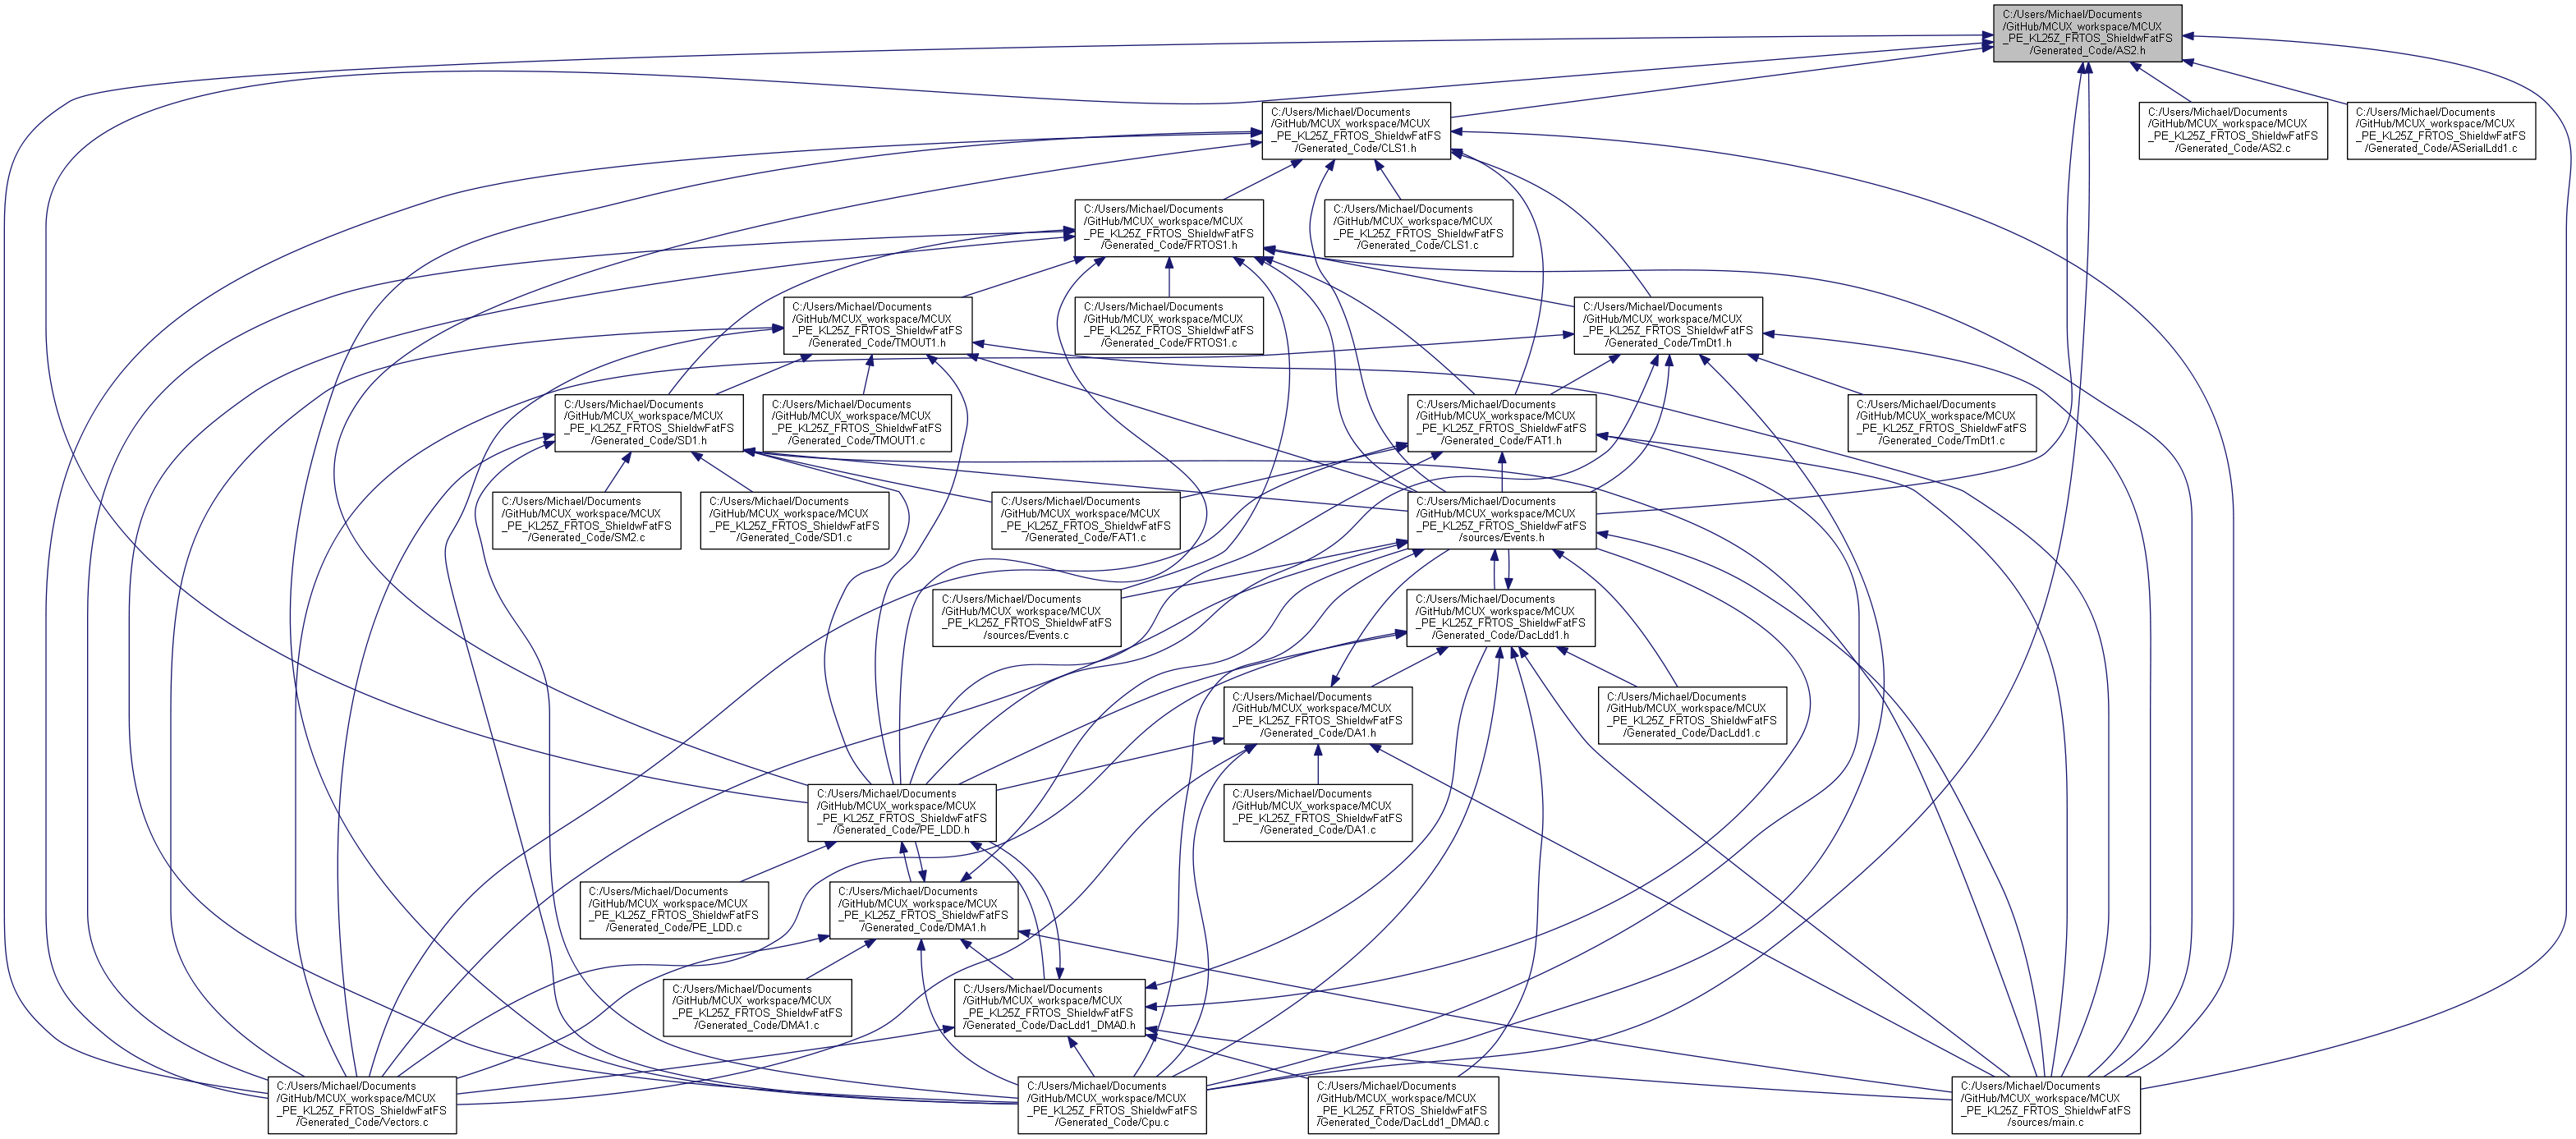 C:/Users/Michael/Documents
/GitHub/MCUX_workspace/MCUX
_PE_KL25Z_FRTOS_ShieldwFatFS
/Generated_Code/AS2.h
C:/Users/Michael/Documents
/GitHub/MCUX_workspace/MCUX
_PE_KL25Z_FRTOS_ShieldwFatFS
/Generated_Code/CLS1.h
C:/Users/Michael/Documents
/GitHub/MCUX_workspace/MCUX
_PE_KL25Z_FRTOS_ShieldwFatFS
/Generated_Code/AS2.c
C:/Users/Michael/Documents
/GitHub/MCUX_workspace/MCUX
_PE_KL25Z_FRTOS_ShieldwFatFS
/Generated_Code/ASerialLdd1.c
C:/Users/Michael/Documents
/GitHub/MCUX_workspace/MCUX
_PE_KL25Z_FRTOS_ShieldwFatFS
/Generated_Code/FRTOS1.h
C:/Users/Michael/Documents
/GitHub/MCUX_workspace/MCUX
_PE_KL25Z_FRTOS_ShieldwFatFS
/Generated_Code/CLS1.c
C:/Users/Michael/Documents
/GitHub/MCUX_workspace/MCUX
_PE_KL25Z_FRTOS_ShieldwFatFS
/Generated_Code/TMOUT1.h
C:/Users/Michael/Documents
/GitHub/MCUX_workspace/MCUX
_PE_KL25Z_FRTOS_ShieldwFatFS
/Generated_Code/FRTOS1.c
C:/Users/Michael/Documents
/GitHub/MCUX_workspace/MCUX
_PE_KL25Z_FRTOS_ShieldwFatFS
/Generated_Code/TmDt1.h
C:/Users/Michael/Documents
/GitHub/MCUX_workspace/MCUX
_PE_KL25Z_FRTOS_ShieldwFatFS
/Generated_Code/SD1.h
C:/Users/Michael/Documents
/GitHub/MCUX_workspace/MCUX
_PE_KL25Z_FRTOS_ShieldwFatFS
/Generated_Code/TMOUT1.c
C:/Users/Michael/Documents
/GitHub/MCUX_workspace/MCUX
_PE_KL25Z_FRTOS_ShieldwFatFS
/Generated_Code/FAT1.h
C:/Users/Michael/Documents
/GitHub/MCUX_workspace/MCUX
_PE_KL25Z_FRTOS_ShieldwFatFS
/Generated_Code/TmDt1.c
C:/Users/Michael/Documents
/GitHub/MCUX_workspace/MCUX
_PE_KL25Z_FRTOS_ShieldwFatFS
/Generated_Code/SM2.c
C:/Users/Michael/Documents
/GitHub/MCUX_workspace/MCUX
_PE_KL25Z_FRTOS_ShieldwFatFS
/Generated_Code/SD1.c
C:/Users/Michael/Documents
/GitHub/MCUX_workspace/MCUX
_PE_KL25Z_FRTOS_ShieldwFatFS
/Generated_Code/FAT1.c
C:/Users/Michael/Documents
/GitHub/MCUX_workspace/MCUX
_PE_KL25Z_FRTOS_ShieldwFatFS
/sources/Events.h
C:/Users/Michael/Documents
/GitHub/MCUX_workspace/MCUX
_PE_KL25Z_FRTOS_ShieldwFatFS
/sources/Events.c
C:/Users/Michael/Documents
/GitHub/MCUX_workspace/MCUX
_PE_KL25Z_FRTOS_ShieldwFatFS
/Generated_Code/DacLdd1.h
C:/Users/Michael/Documents
/GitHub/MCUX_workspace/MCUX
_PE_KL25Z_FRTOS_ShieldwFatFS
/Generated_Code/DA1.h
C:/Users/Michael/Documents
/GitHub/MCUX_workspace/MCUX
_PE_KL25Z_FRTOS_ShieldwFatFS
/Generated_Code/DacLdd1.c
C:/Users/Michael/Documents
/GitHub/MCUX_workspace/MCUX
_PE_KL25Z_FRTOS_ShieldwFatFS
/Generated_Code/PE_LDD.h
C:/Users/Michael/Documents
/GitHub/MCUX_workspace/MCUX
_PE_KL25Z_FRTOS_ShieldwFatFS
/Generated_Code/DA1.c
C:/Users/Michael/Documents
/GitHub/MCUX_workspace/MCUX
_PE_KL25Z_FRTOS_ShieldwFatFS
/Generated_Code/PE_LDD.c
C:/Users/Michael/Documents
/GitHub/MCUX_workspace/MCUX
_PE_KL25Z_FRTOS_ShieldwFatFS
/Generated_Code/DMA1.h
C:/Users/Michael/Documents
/GitHub/MCUX_workspace/MCUX
_PE_KL25Z_FRTOS_ShieldwFatFS
/Generated_Code/DMA1.c
C:/Users/Michael/Documents
/GitHub/MCUX_workspace/MCUX
_PE_KL25Z_FRTOS_ShieldwFatFS
/Generated_Code/DacLdd1_DMA0.h
C:/Users/Michael/Documents
/GitHub/MCUX_workspace/MCUX
_PE_KL25Z_FRTOS_ShieldwFatFS
/Generated_Code/Vectors.c
C:/Users/Michael/Documents
/GitHub/MCUX_workspace/MCUX
_PE_KL25Z_FRTOS_ShieldwFatFS
/Generated_Code/Cpu.c
C:/Users/Michael/Documents
/GitHub/MCUX_workspace/MCUX
_PE_KL25Z_FRTOS_ShieldwFatFS
/Generated_Code/DacLdd1_DMA0.c
C:/Users/Michael/Documents
/GitHub/MCUX_workspace/MCUX
_PE_KL25Z_FRTOS_ShieldwFatFS
/sources/main.c